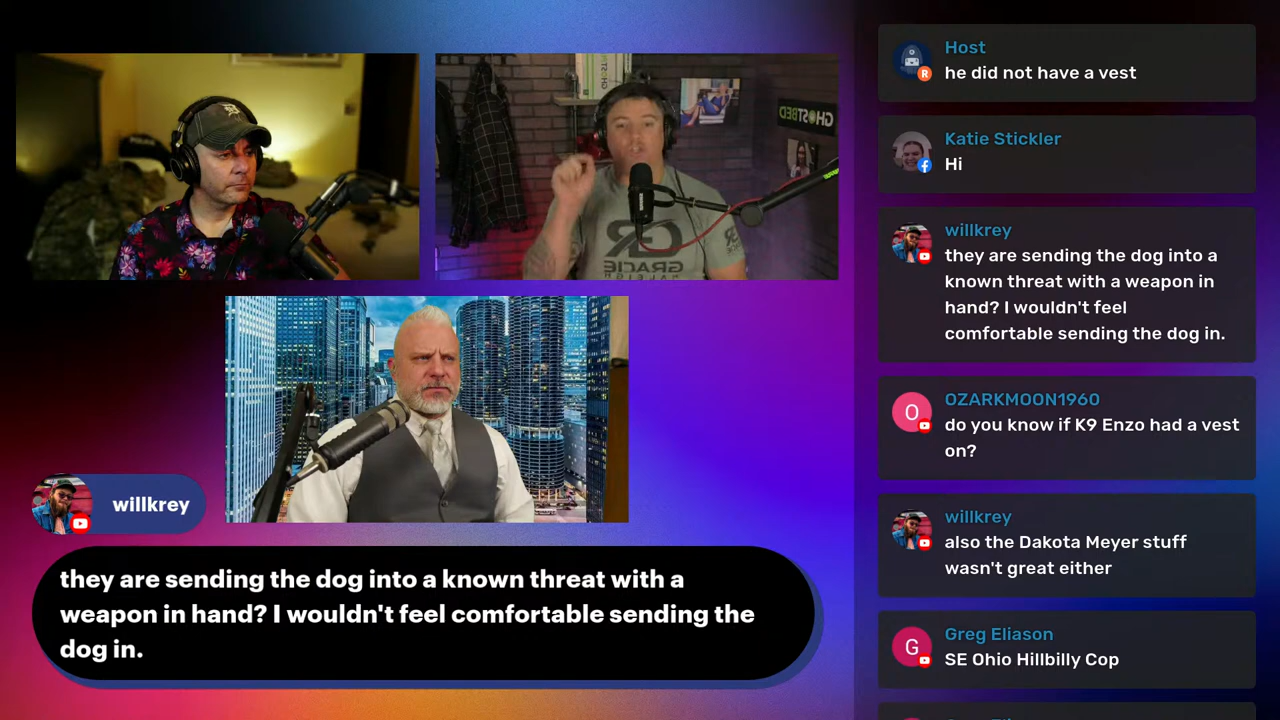 GHOSTBED
GRACIE
RALEIGH
willkrey
they are sending the dog into a known threat with a
weapon in hand? I wouldn't feel comfortable sending the
dog in.
Host
he did not have a vest
Katie Stickler
Hi
willkrey
they are sending the dog into a
known threat with a weapon in
hand? I wouldn't feel
comfortable sending the dog in.
OZARKMOON1960
do you know if K9 Enzo had a vest
on?
willkrey
also the Dakota Meyer stuff
wasn't great either
Greg Eliason
SE Ohio Hillbilly Cop